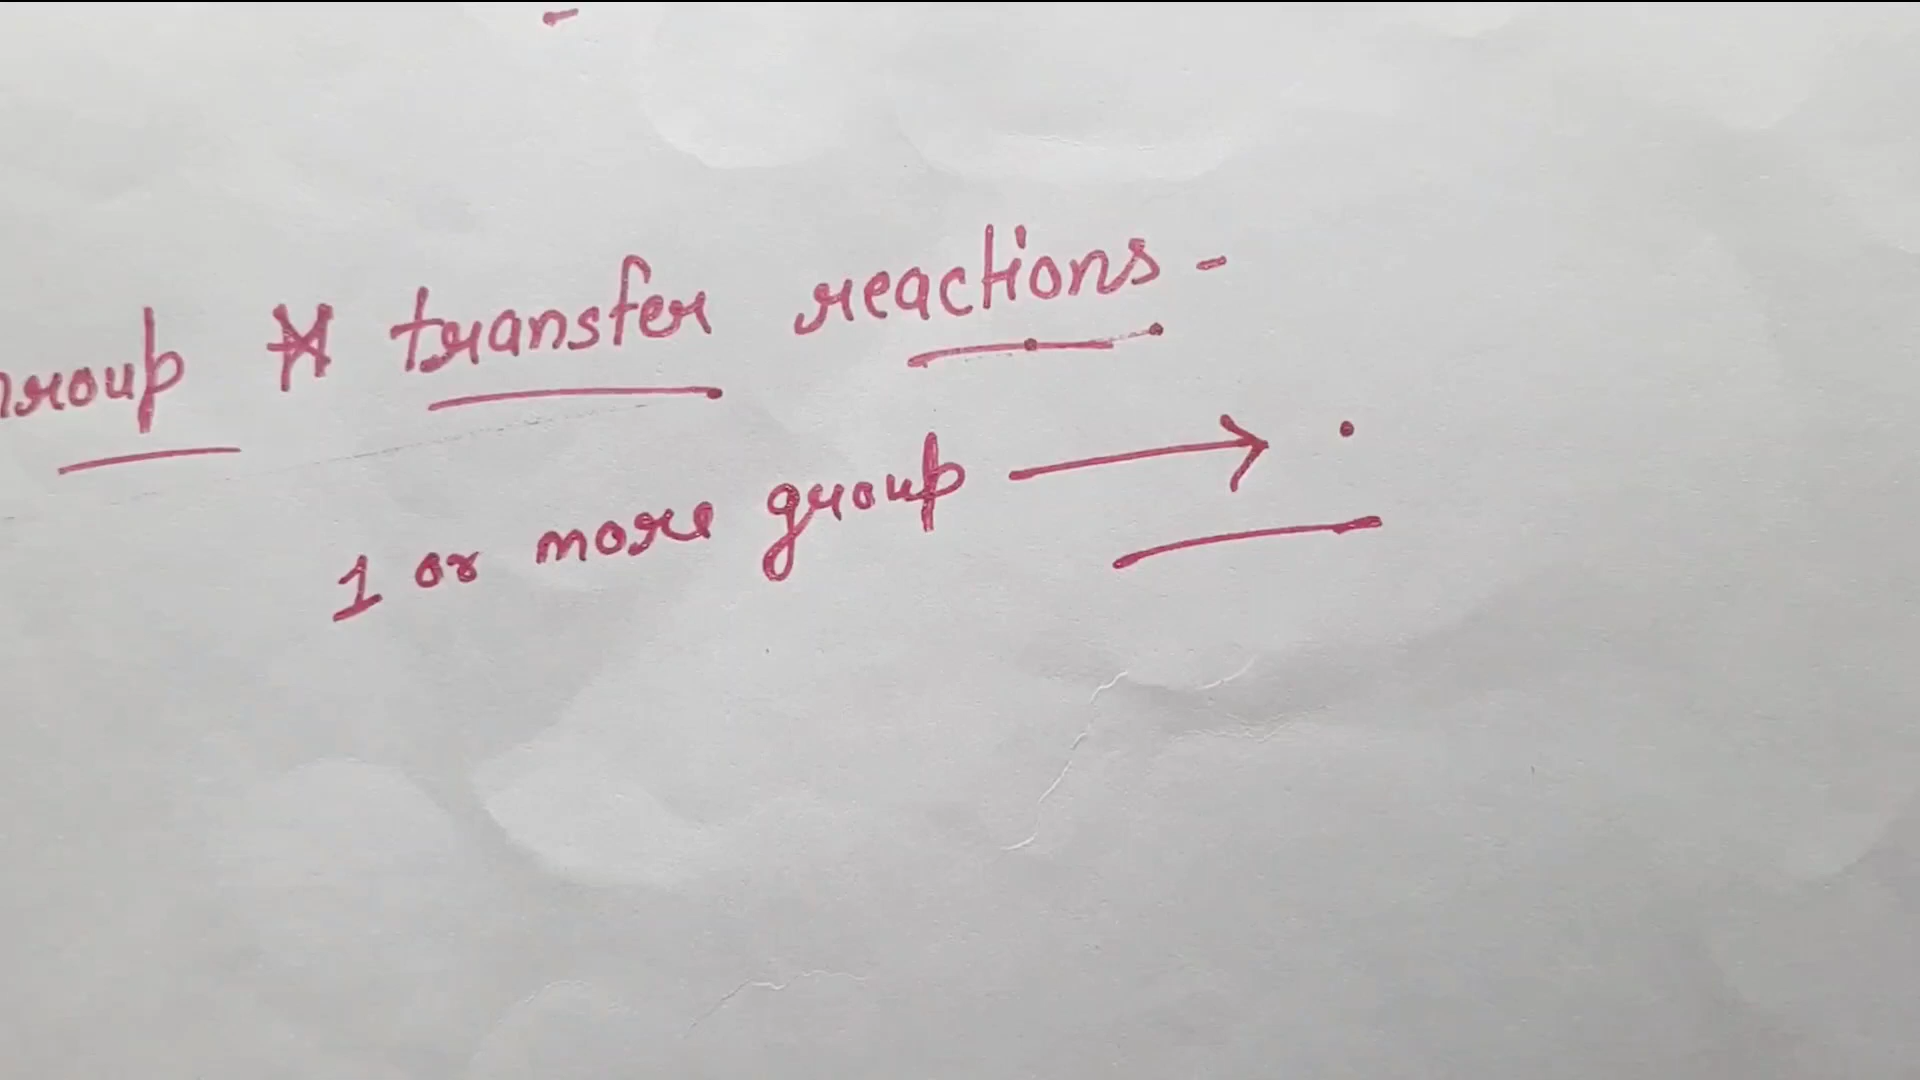 roup transfer reactions -
1 or more group →